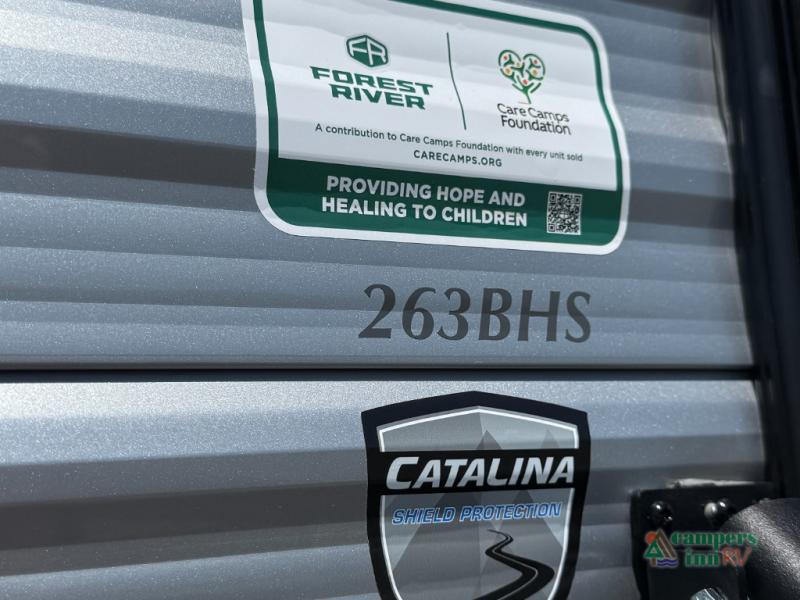 FR
FOREST
RIVER
Care Camps
Foundation
A contribution to Care Camps Foundation with every unit sold
CARECAMPS.ORG
PROVIDING HOPE AND
HEALING TO CHILDREN
263BHS
CATALINA
SHIELD PROTECTION
campers
inn RV